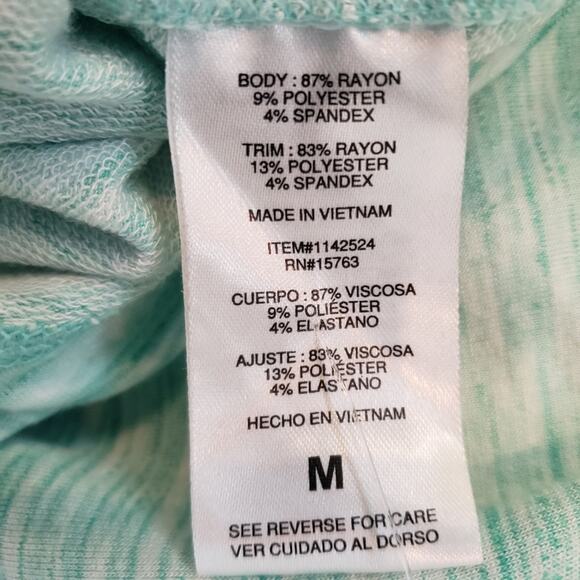 BODY : 87% RAYON
9% POLYESTER
4% SPANDEX
TRIM : 83% RAYON
13% POLYESTER
4% SPANDEX
MADE IN VIETNAM
ITEM#1142524
RN#15763
CUERPO : 87% VISCOSA
9% POLIÉSTER
4% ELASTANO
AJUSTE : 83% VISCOSA
13% POLIÉSTER
4% ELASTANO
HECHO EN VIETNAM
M
SEE REVERSE FOR CARE
VER CUIDADO AL DORSO